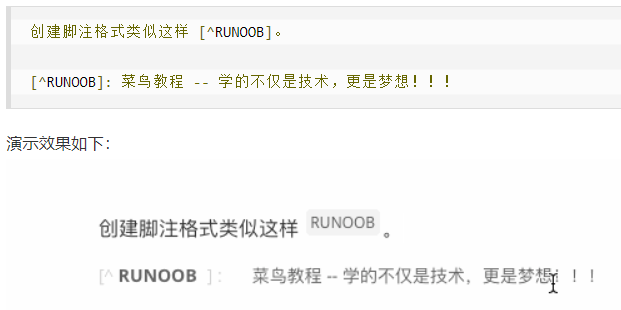 创建脚注格式类似这样 [^RUNOOB]。
[^RUNOOB]: 菜鸟教程 -- 学的不仅是技术，更是梦想！！！
演示效果如下：
创建脚注格式类似这样 RUNOOB 。
[^ RUNOOB ] : 菜鸟教程 -- 学的不仅是技术，更是梦想！！！